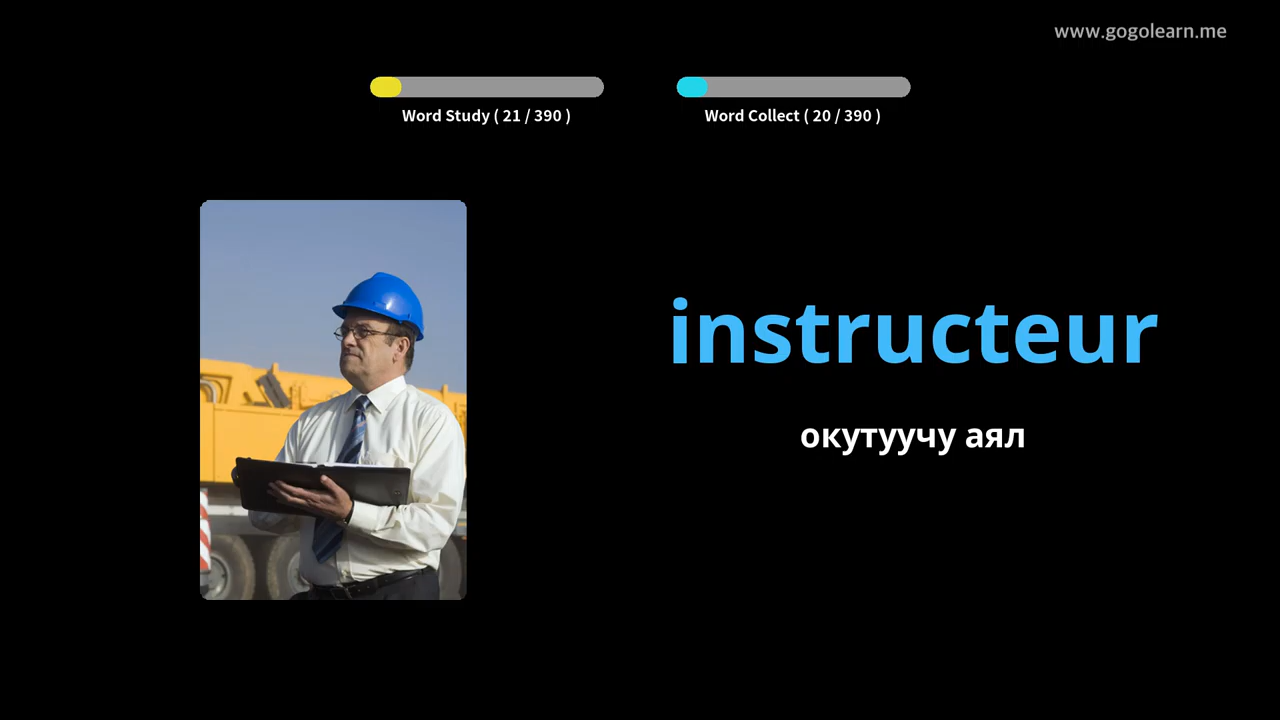 www.gogolearn.me
Word Study ( 21 / 390 )
Word Collect ( 20 / 390 )
instructeur
окутуучу аял